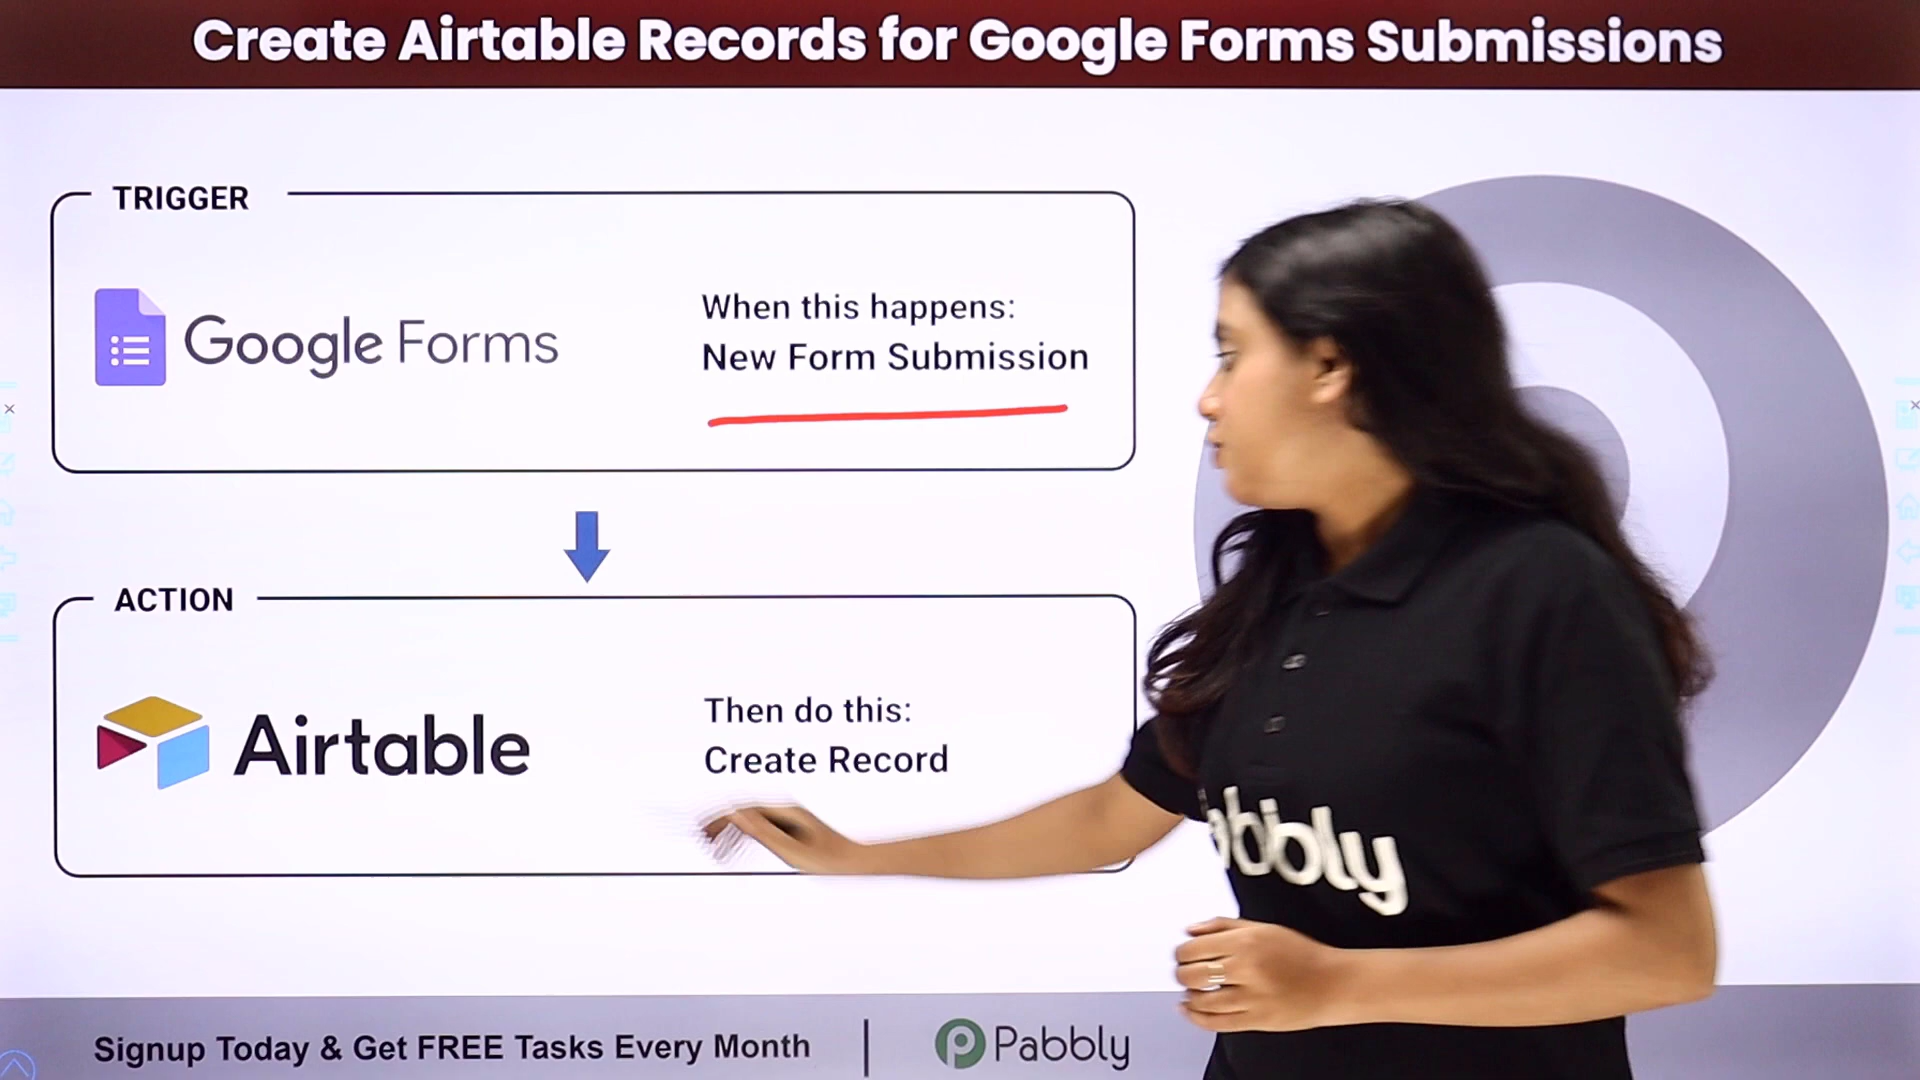 Create Airtable Records for Google Forms Submissions
TRIGGER
Google Forms
When this happens:
New Form Submission
ACTION
Airtable
Then do this:
Create Record
abbly
Signup Today & Get FREE Tasks Every Month
Pabbly